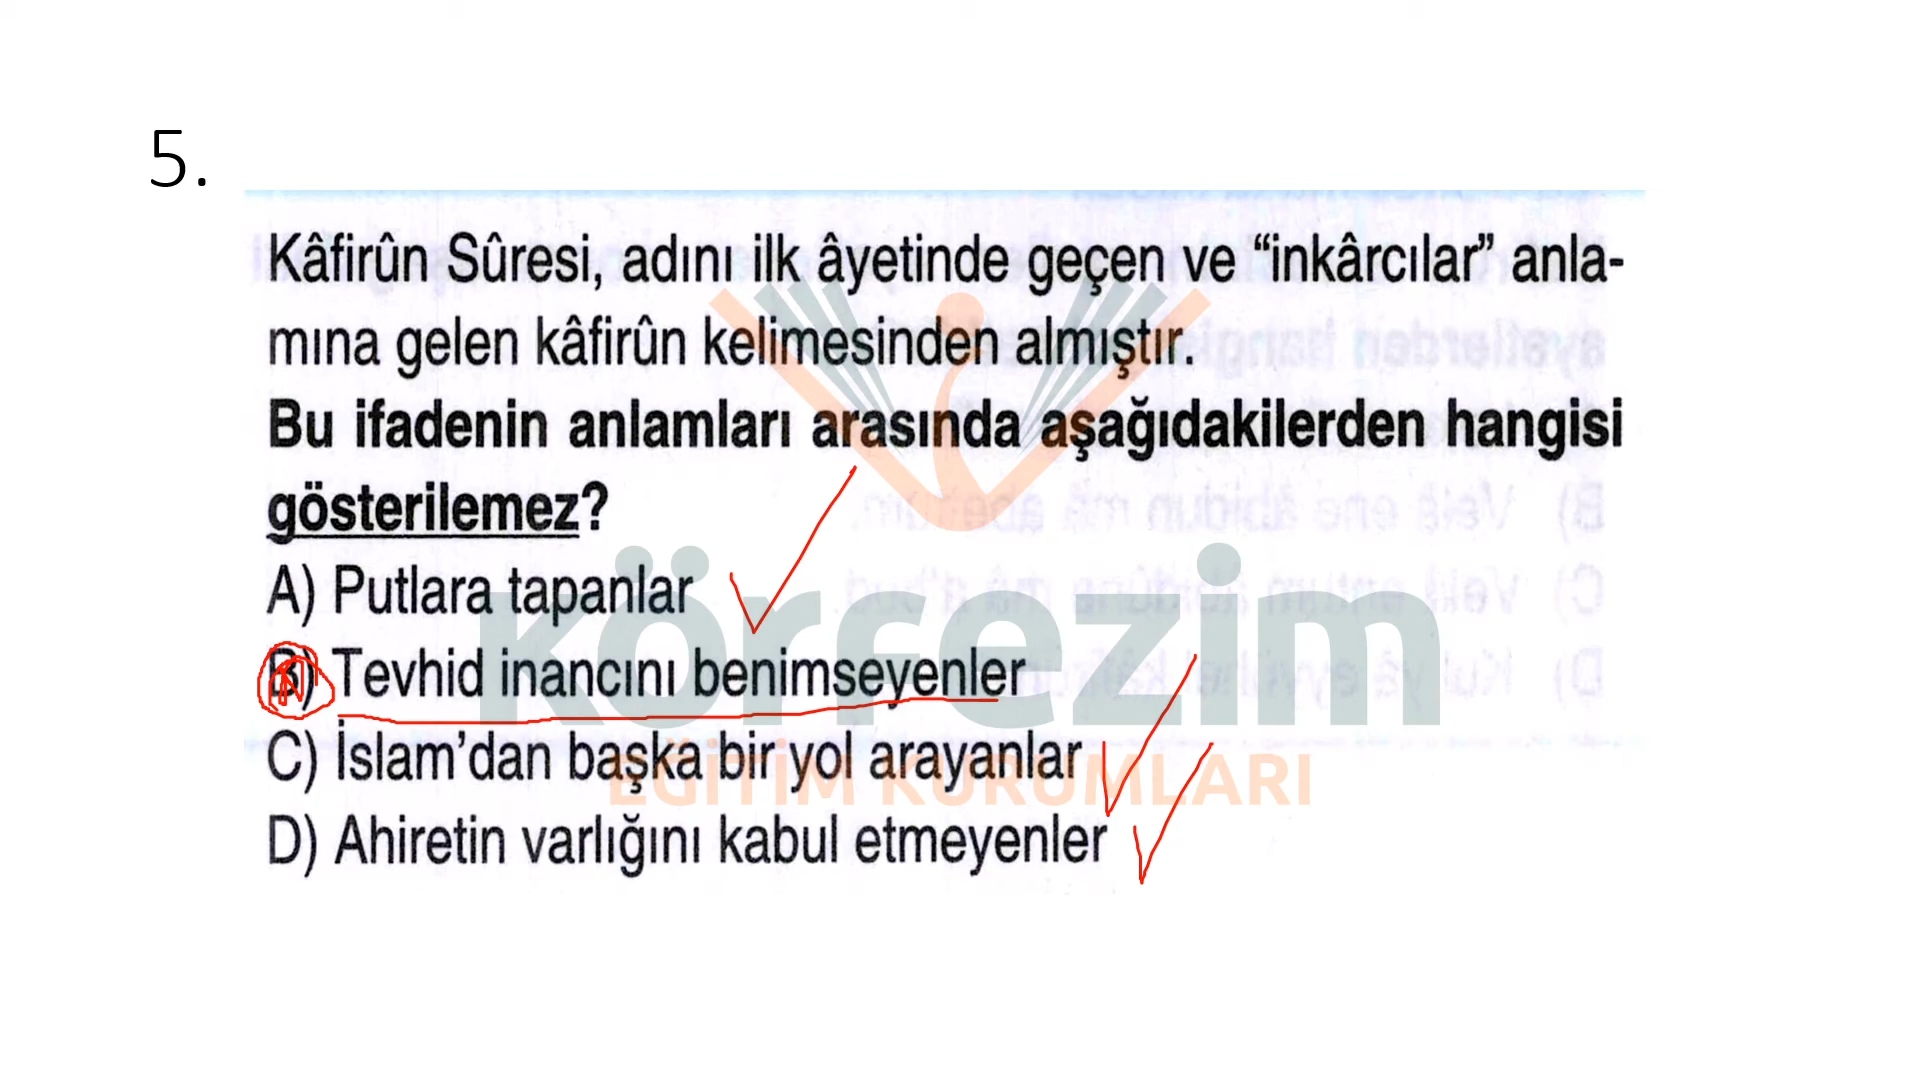 5.
Kâfirûn Sûresi, adını ilk âyetinde geçen ve “inkârcılar” anla-
mına gelen kâfirûn kelimesinden almıştır.
Bu ifadenin anlamları arasında aşağıdakilerden hangisi
gösterilemez?
A) Putlara tapanlar
B) Tevhid inancını benimseyenler
C) İslam’dan başka bir yol arayanlar
D) Ahiretin varlığını kabul etmeyenler
körfezim
EĞİTİM KURUMLARI